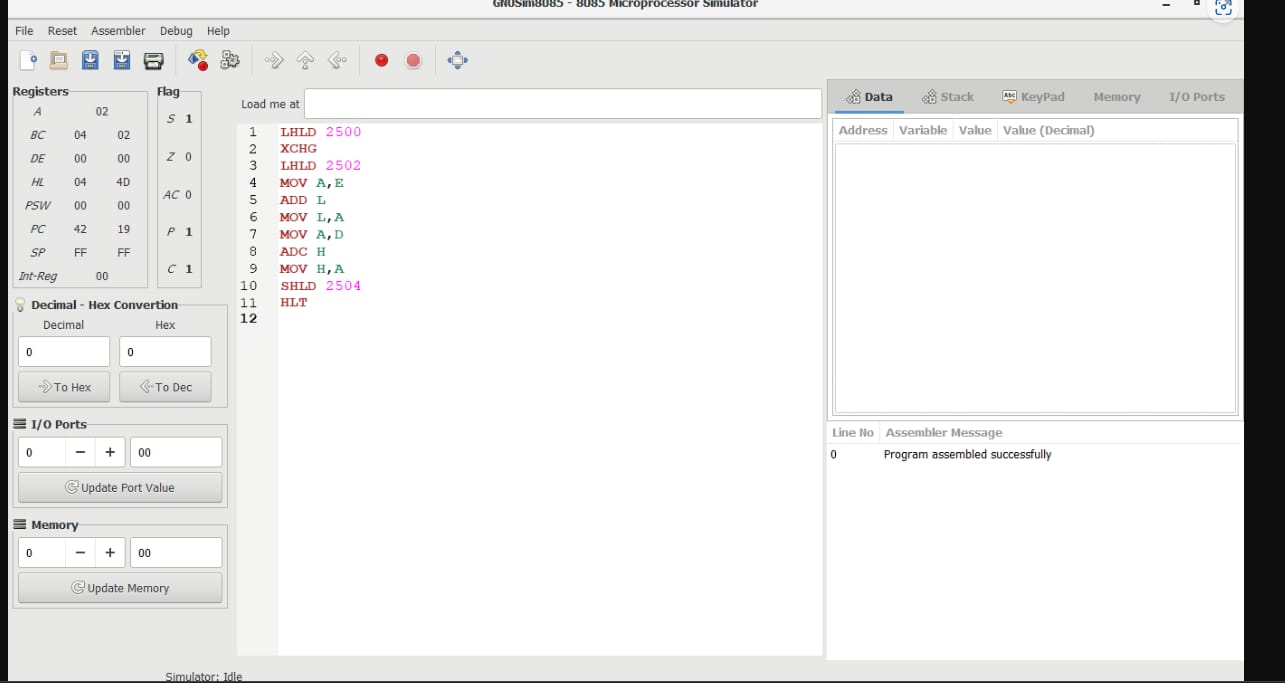 GNUSim8085 - 8085 Microprocessor Simulator
File Reset Assembler Debug Help
Registers
A 02
BC 04 02
DE 00 00
HL 04 4D
PSW 00 00
PC 42 19
SP FF FF
Int-Reg 00
Flag
S 1
Z 0
AC 0
P 1
C 1
Decimal - Hex Convertion
Decimal Hex
0 0
To Hex To Dec
I/O Ports
0 − + 00
Update Port Value
Memory
0 − + 00
Update Memory
Load me at
1 LHLD 2500
2 XCHG
3 LHLD 2502
4 MOV A,E
5 ADD L
6 MOV L,A
7 MOV A,D
8 ADC H
9 MOV H,A
10 SHLD 2504
11 HLT
12
Data Stack Abc KeyPad Memory I/O Ports
Address Variable Value Value (Decimal)
Line No Assembler Message
0 Program assembled successfully
Simulator: Idle